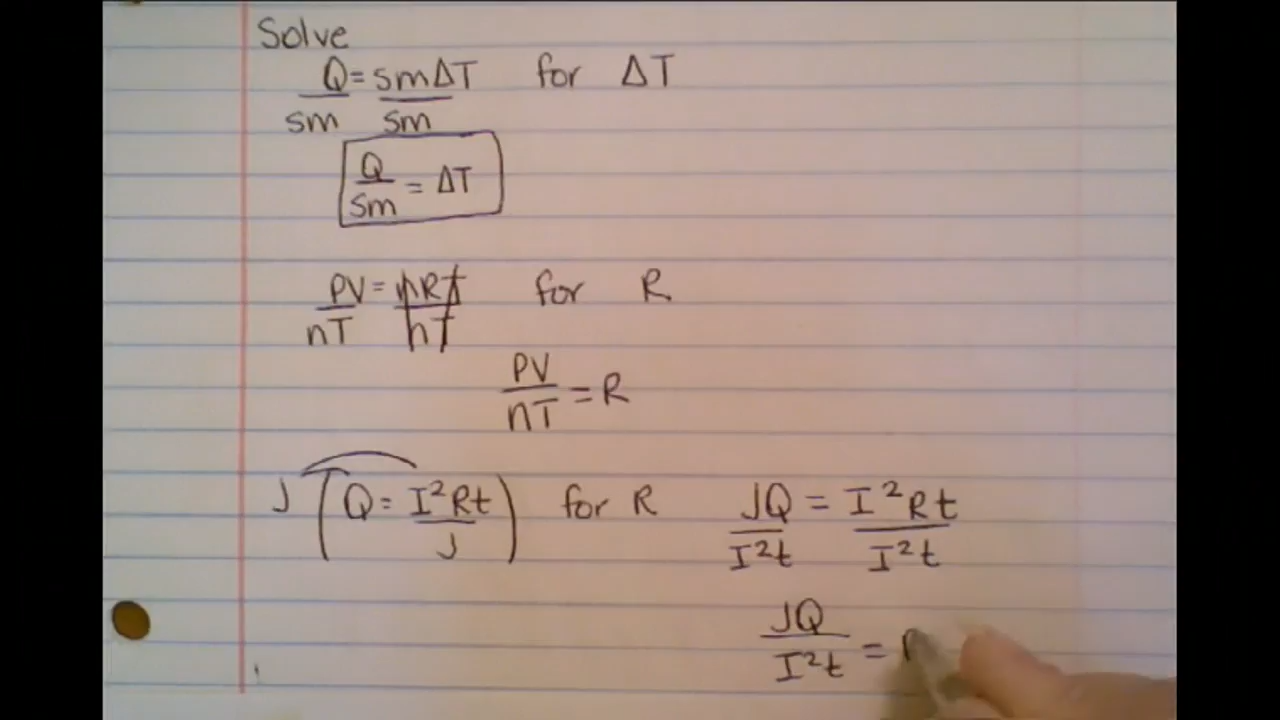 Solve
Q = smΔT for ΔT
sm sm
Q
sm = ΔT
PV = nRt for R
nT nT
PV
nT = R
J ( Q = I²Rt ) for R JQ = I²Rt
J I²t I²t
JQ
I²t =